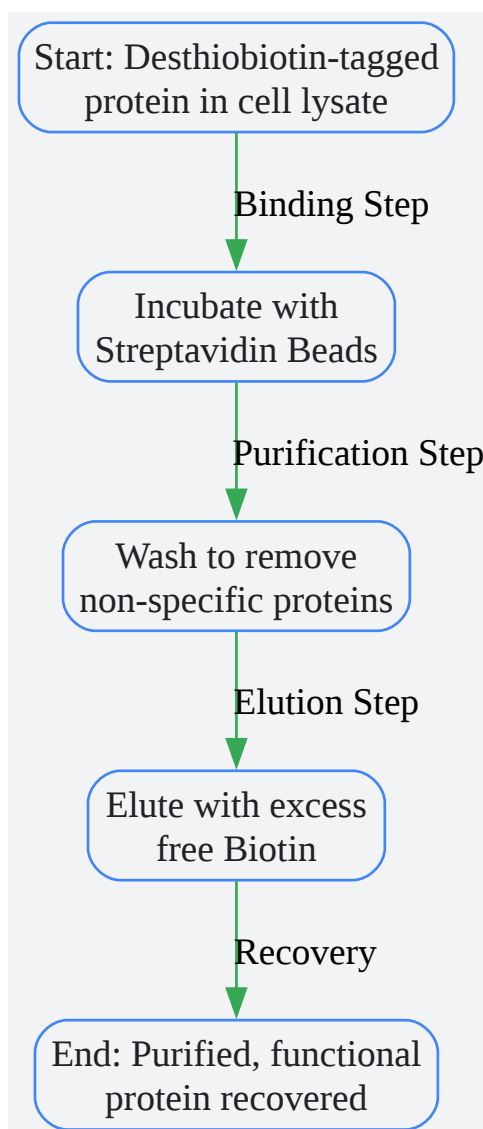 Start: Desthiobiotin-tagged
protein in cell lysate
Binding Step
Incubate with
Streptavidin Beads
Purification Step
Wash to remove
non-specific proteins
Elution Step
Elute with excess
free Biotin
Recovery
End: Purified, functional
protein recovered